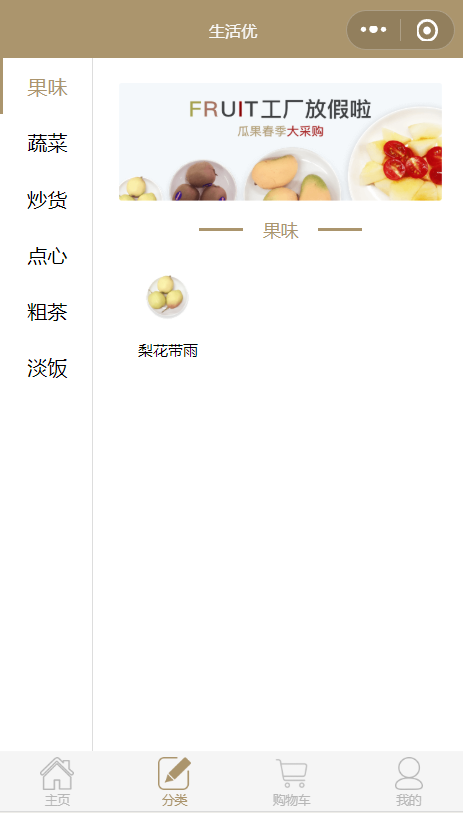 生活优
果味
蔬菜
炒货
点心
粗茶
淡饭
FRUIT工厂放假啦
瓜果春季大采购
果味
梨花带雨
主页
分类
购物车
我的